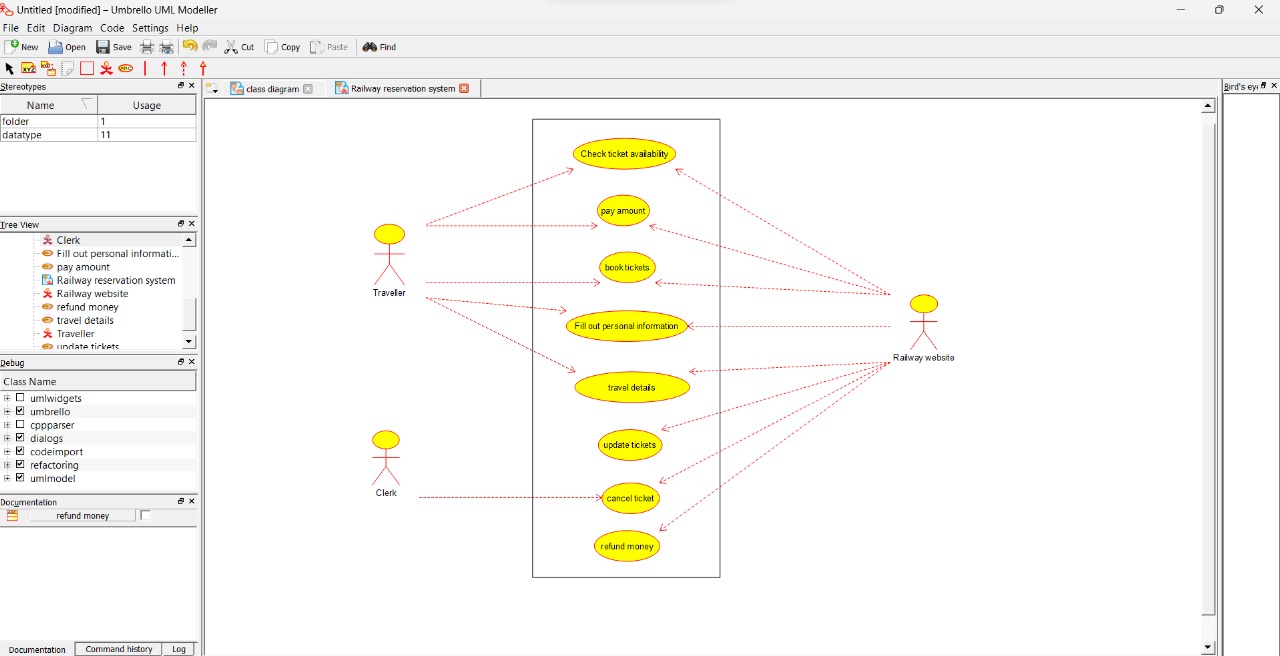 Untitled [modified] – Umbrello UML Modeller
File Edit Diagram Code Settings Help
New Open Save Cut Copy Paste Find
XYZ ABC
Stereotypes
Name Usage
folder 1
datatype 11
Tree View
Clerk
Fill out personal informati...
pay amount
Railway reservation system
Railway website
refund money
travel details
Traveller
update tickets
Debug
Class Name
umlwidgets
umbrello
cppparser
dialogs
codeimport
refactoring
umlmodel
Documentation
refund money
Documentation Command history Log
class diagram Railway reservation system
Check ticket availability
pay amount
book tickets
Fill out personal information
travel details
update tickets
cancel ticket
refund money
Traveller
Clerk
Railway website
Bird's eye